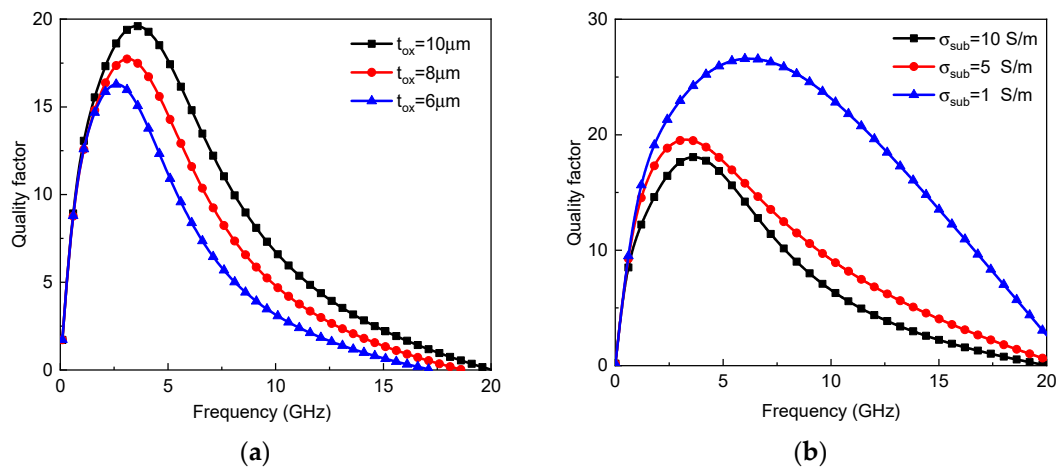 20
15
10
5
0
Quality factor
t_ox=10μm
t_ox=8μm
t_ox=6μm
0 5 10 15 20
Frequency (GHz)
(a)
30
20
10
0
Quality factor
σ_sub=10 S/m
σ_sub=5 S/m
σ_sub=1 S/m
0 5 10 15 20
Frequency (GHz)
(b)